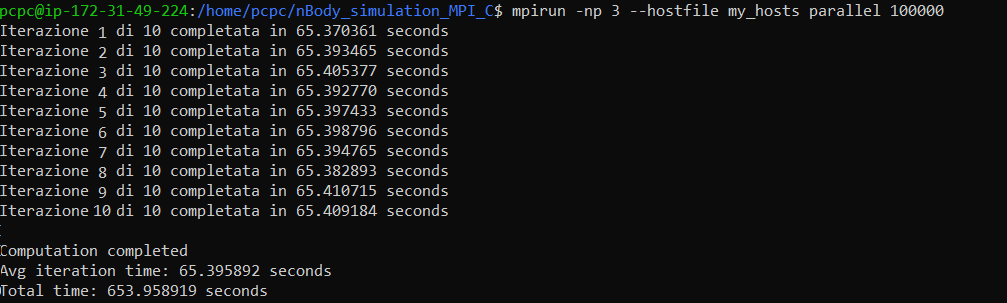 pcpc@ip-172-31-49-224:/home/pcpc/nBody_simulation_MPI_C$ mpirun -np 3 --hostfile my_hosts parallel 100000
Iterazione 1 di 10 completata in 65.370361 seconds
Iterazione 2 di 10 completata in 65.393465 seconds
Iterazione 3 di 10 completata in 65.405377 seconds
Iterazione 4 di 10 completata in 65.392770 seconds
Iterazione 5 di 10 completata in 65.397433 seconds
Iterazione 6 di 10 completata in 65.398796 seconds
Iterazione 7 di 10 completata in 65.394765 seconds
Iterazione 8 di 10 completata in 65.382893 seconds
Iterazione 9 di 10 completata in 65.410715 seconds
Iterazione 10 di 10 completata in 65.409184 seconds
Computation completed
Avg iteration time: 65.395892 seconds
Total time: 653.958919 seconds